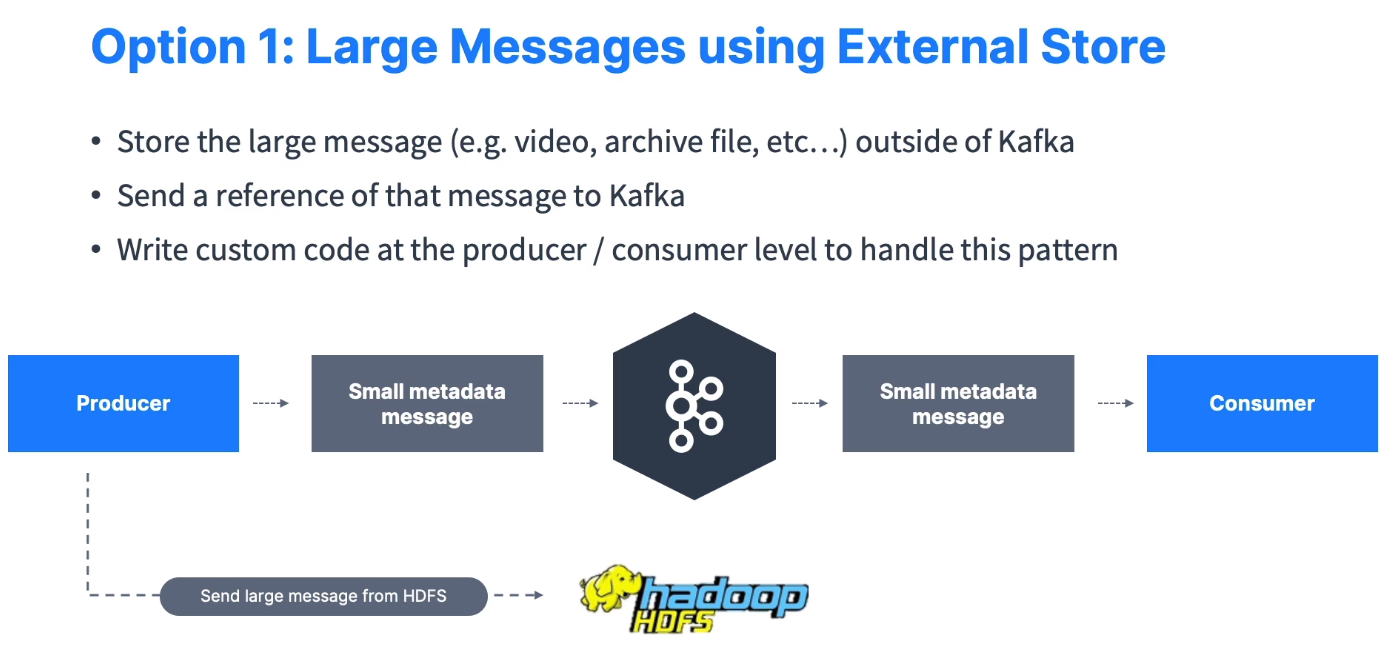 Option 1: Large Messages using External Store
• Store the large message (e.g. video, archive file, etc…) outside of Kafka
• Send a reference of that message to Kafka
• Write custom code at the producer / consumer level to handle this pattern
Producer
Small metadata
message
Small metadata
message
Consumer
Send large message from HDFS
hadoop
HDFS